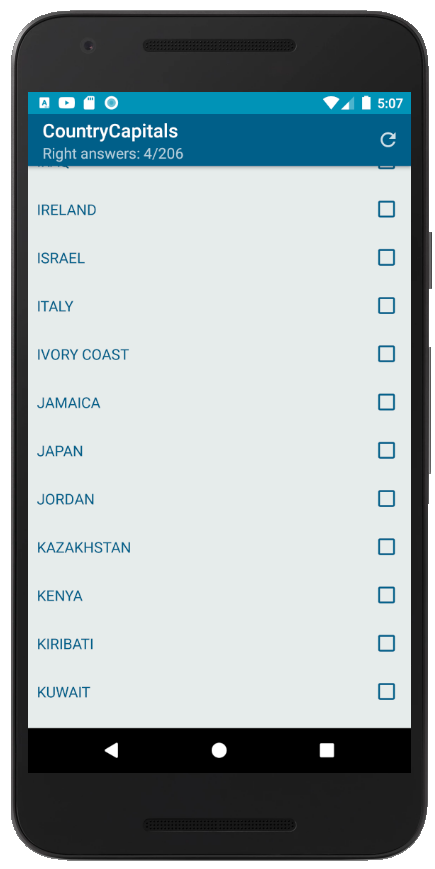 5:07
CountryCapitals
Right answers: 4/206
IRELAND
ISRAEL
ITALY
IVORY COAST
JAMAICA
JAPAN
JORDAN
KAZAKHSTAN
KENYA
KIRIBATI
KUWAIT